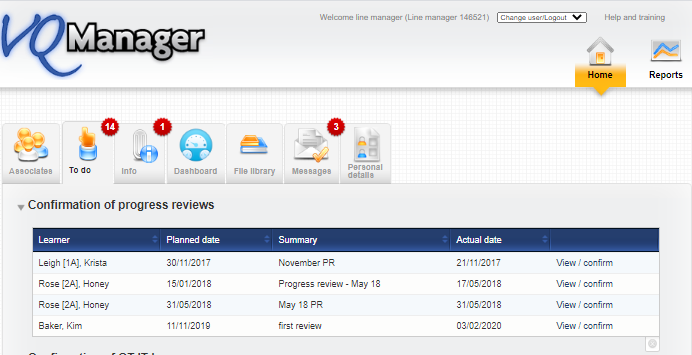 Welcome line manager (Line manager 146521) Change user/Logout Help and training
VQManager
Home Reports
14 1 3
Associates To do Info Dashboard File library Messages Personal details
Confirmation of progress reviews
Learner Planned date Summary Actual date
Leigh [1A], Krista 30/11/2017 November PR 21/11/2017 View / confirm
Rose [2A], Honey 15/01/2018 Progress review - May 18 17/05/2018 View / confirm
Rose [2A], Honey 31/05/2018 May 18 PR 31/05/2018 View / confirm
Baker, Kim 11/11/2019 first review 03/02/2020 View / confirm